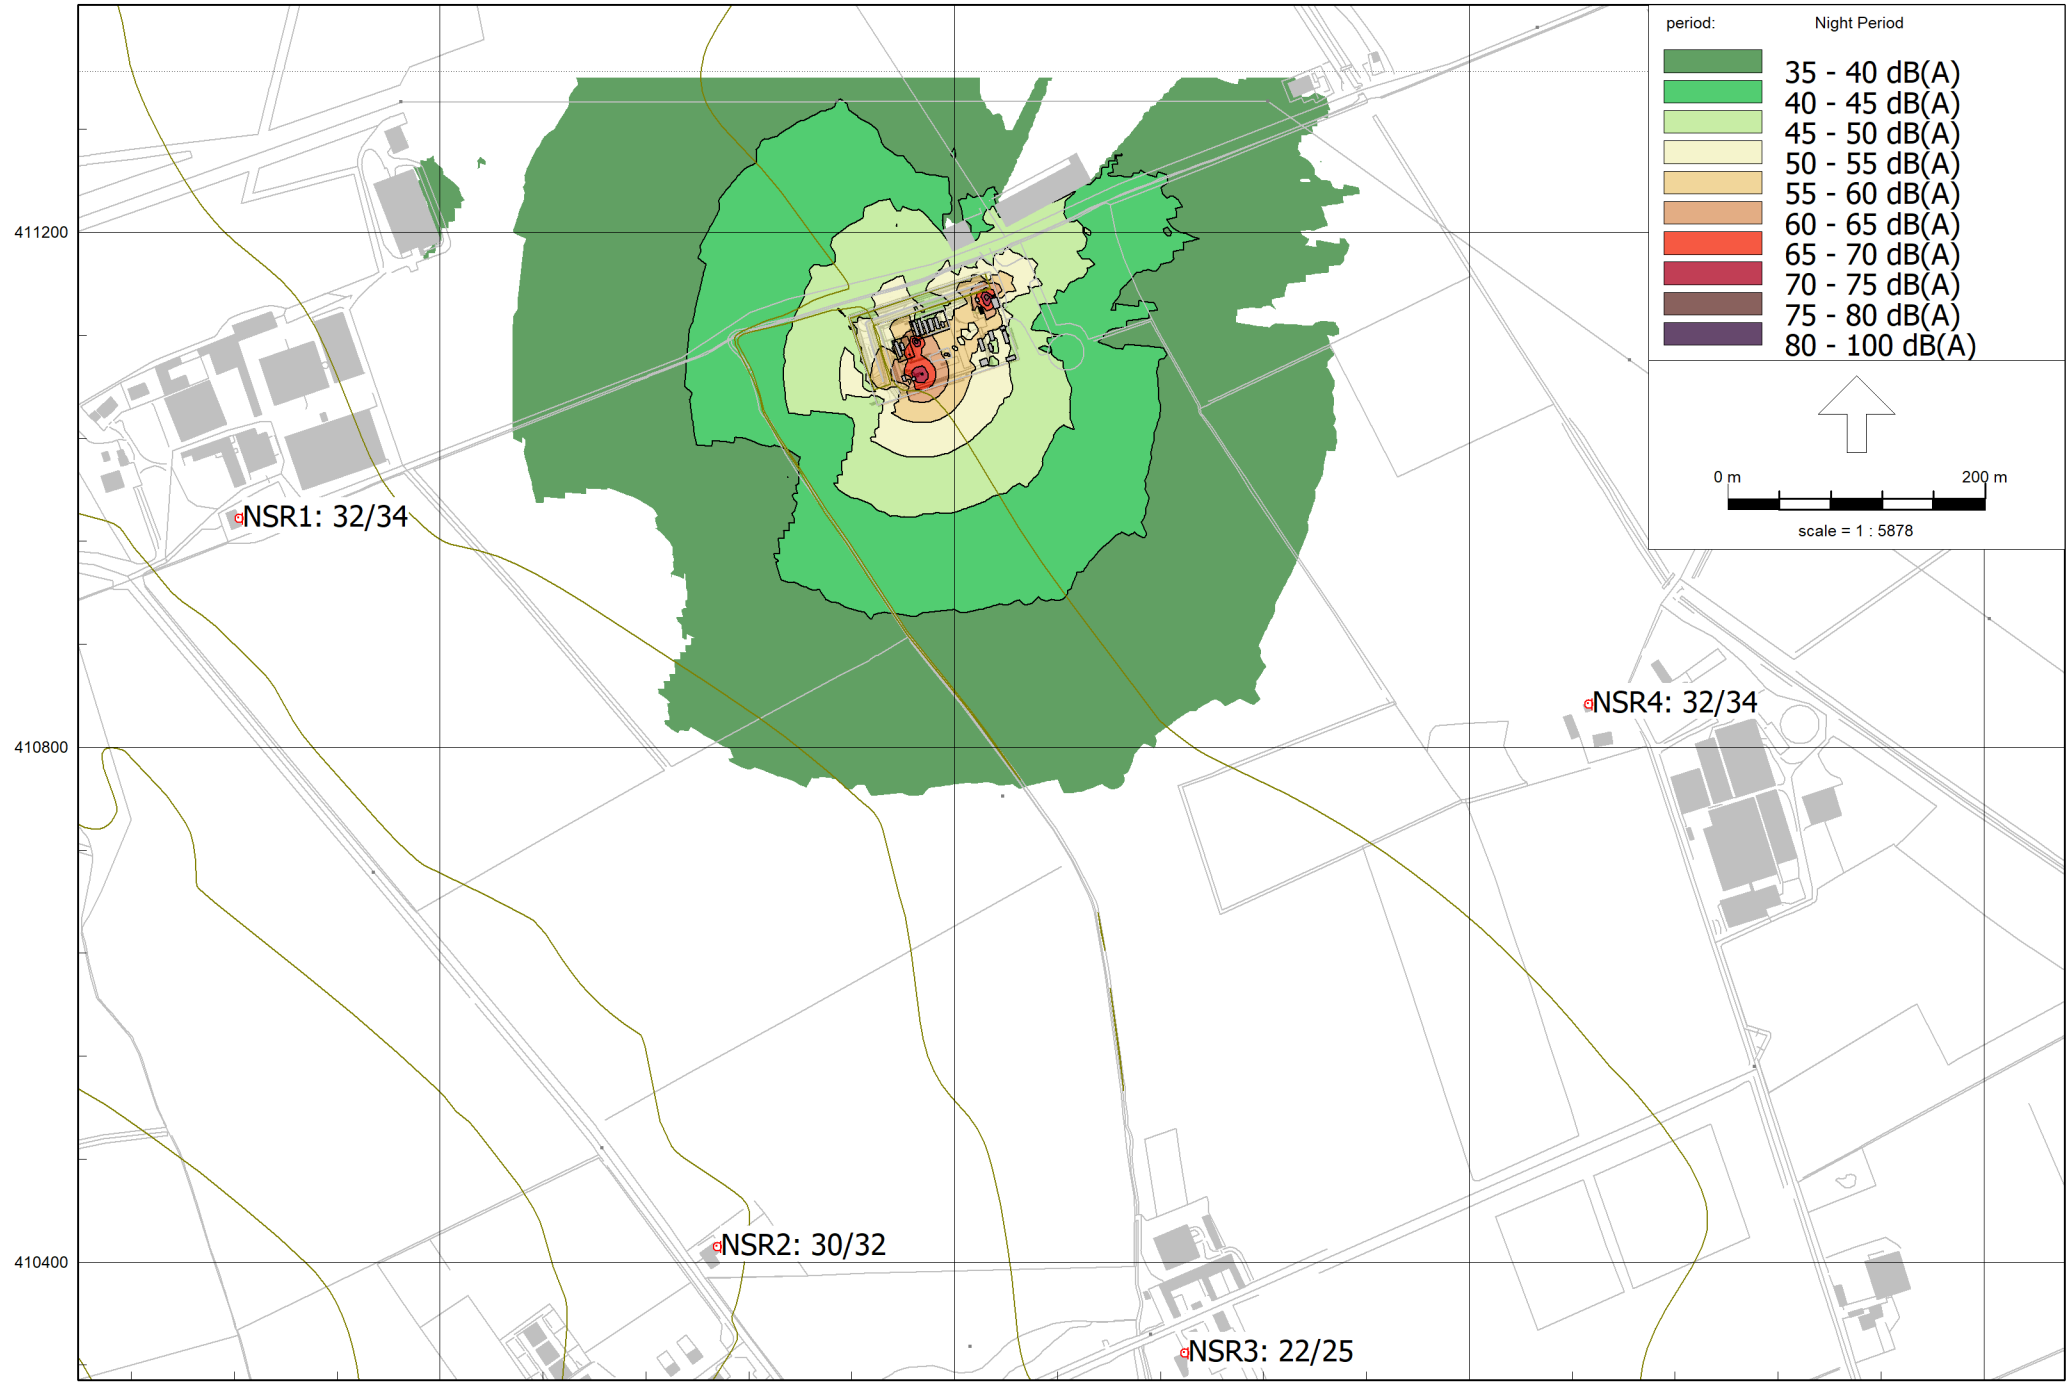 period: Night Period
35 - 40 dB(A)
40 - 45 dB(A)
45 - 50 dB(A)
50 - 55 dB(A)
55 - 60 dB(A)
60 - 65 dB(A)
65 - 70 dB(A)
70 - 75 dB(A)
75 - 80 dB(A)
80 - 100 dB(A)
0 m 200 m
scale = 1 : 5878
411200
NSR1: 32/34
NSR4: 32/34
410800
NSR2: 30/32
410400
NSR3: 22/25